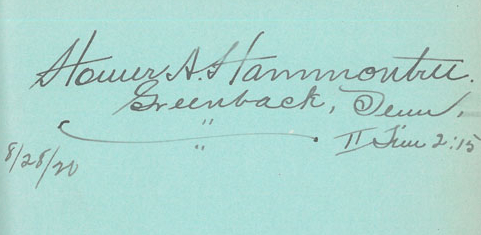 Homer A. Hammontree.
Greenback, Tenn,
"
" II Tim 2:15
8/28/20